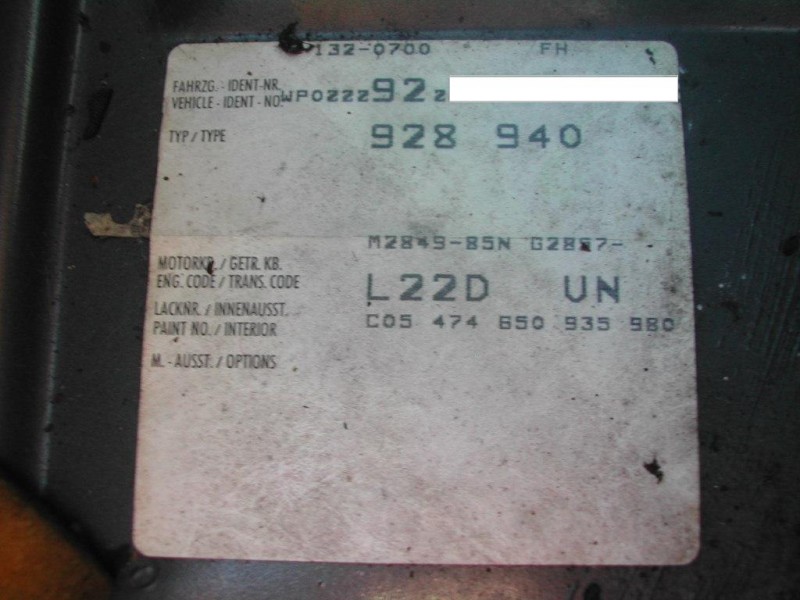 132-0700 FH
FAHRZG.- IDENT-NR.
VEHICLE - IDENT - NO. WP0ZZZ92Z
TYP / TYPE 928 940
M2849-85N G2887-
MOTORKB. / GETR. KB.
ENG. CODE / TRANS. CODE L22D UN
LACKNR. / INNENAUSST.
PAINT NO. / INTERIOR C05 474 650 935 980
M. - AUSST. / OPTIONS